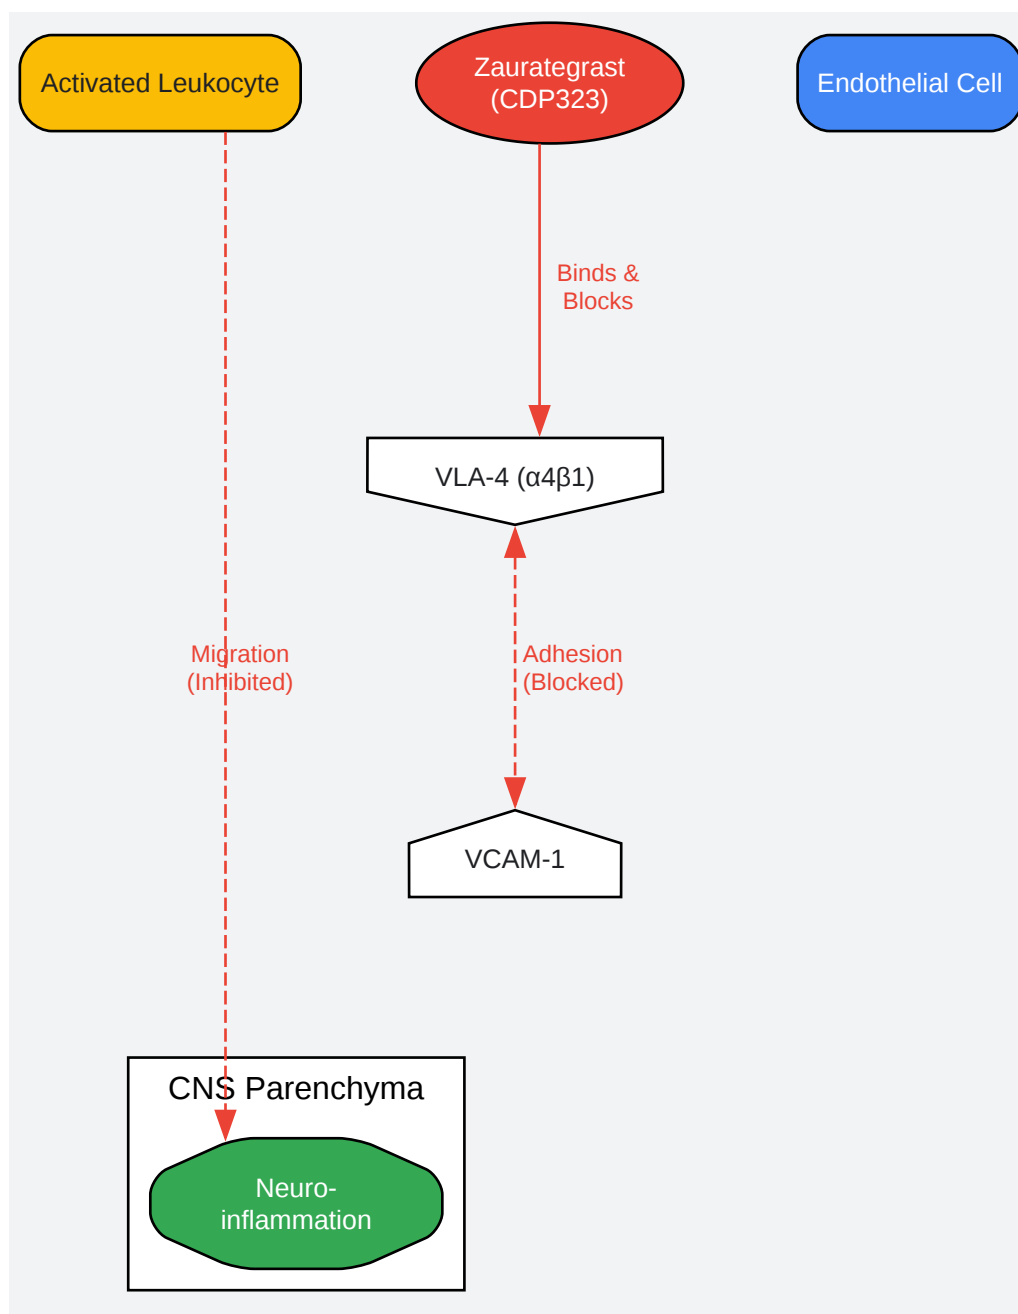 Activated Leukocyte
Zaurategrast
(CDP323)
Endothelial Cell
Binds &
Blocks
VLA-4 (α4β1)
Migration
(Inhibited)
Adhesion
(Blocked)
VCAM-1
CNS Parenchyma
Neuro-
inflammation